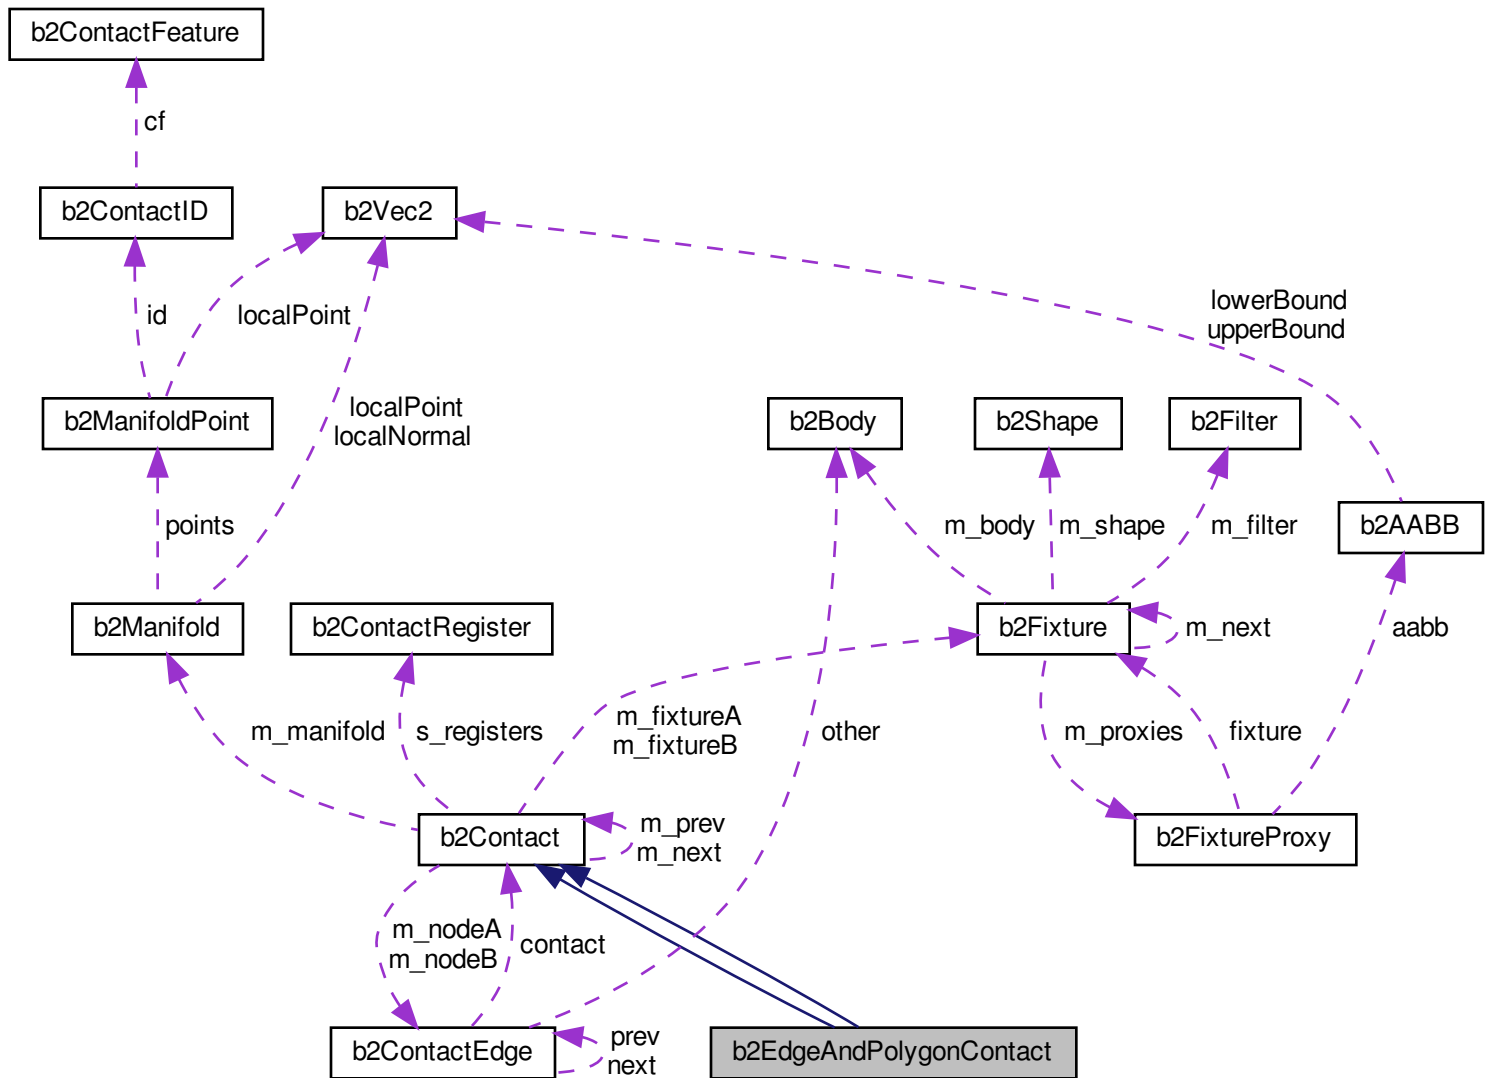 b2ContactFeature
cf
b2ContactID
b2Vec2
id
localPoint
lowerBound
upperBound
b2ManifoldPoint
localPoint
localNormal
b2Body
b2Shape
b2Filter
points
m_body
m_shape
m_filter
b2AABB
b2Manifold
b2ContactRegister
b2Fixture
m_next
aabb
m_manifold
s_registers
m_fixtureA
m_fixtureB
other
m_proxies
fixture
b2Contact
m_prev
m_next
b2FixtureProxy
m_nodeA
m_nodeB
contact
b2ContactEdge
prev
next
b2EdgeAndPolygonContact